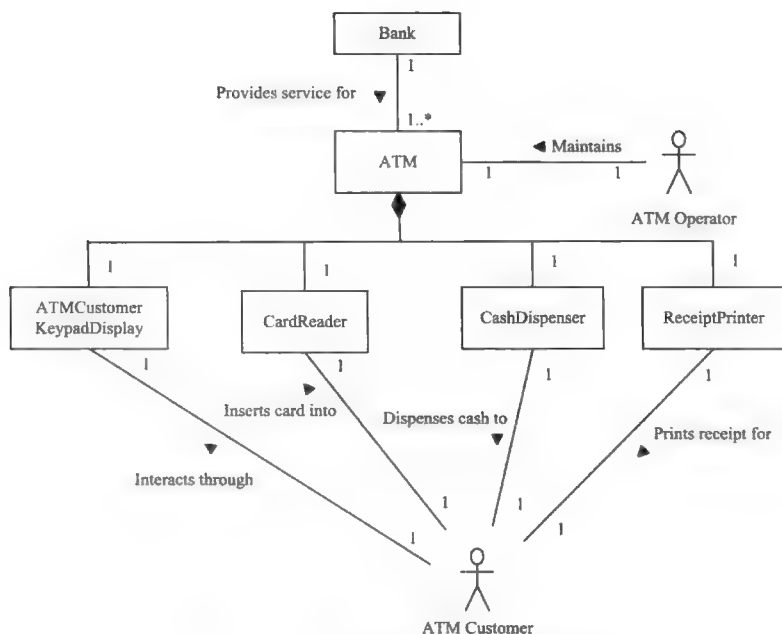 Bank
1
Provides service for
1..*
ATM
Maintains
1
1
ATM Operator
1
1
1
1
ATMCustomer
KeypadDisplay
CardReader
CashDispenser
ReceiptPrinter
1
1
1
1
Inserts card into
Dispenses cash to
Prints receipt for
Interacts through
1
1
1
1
ATM Customer